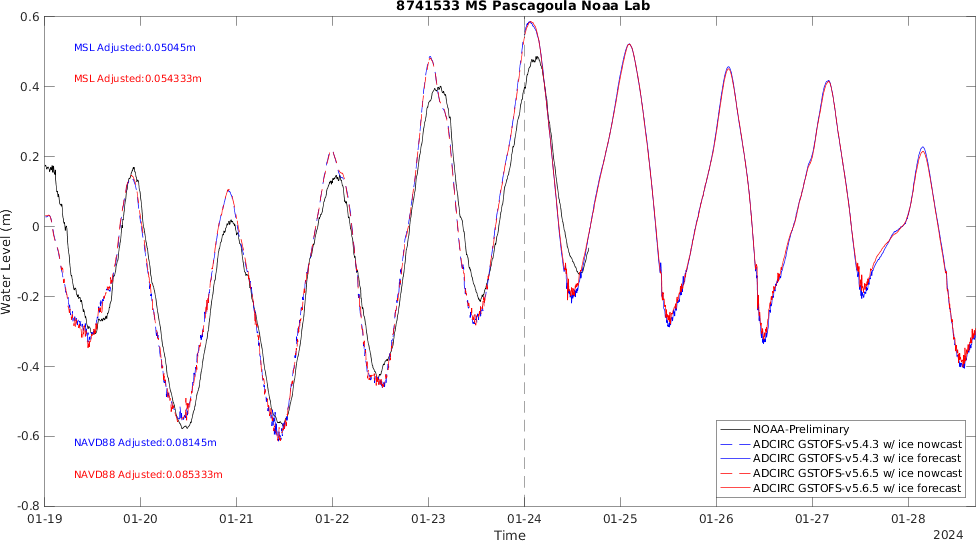 8741533 MS Pascagoula Noaa Lab
MSL Adjusted:0.05045m
MSL Adjusted:0.054333m
NAVD88 Adjusted:0.08145m
NAVD88 Adjusted:0.085333m
Water Level (m)
0.6
0.4
0.2
0
-0.2
-0.4
-0.6
-0.8
NOAA-Preliminary
ADCIRC GSTOFS-v5.4.3 w/ ice nowcast
ADCIRC GSTOFS-v5.4.3 w/ ice forecast
ADCIRC GSTOFS-v5.6.5 w/ ice nowcast
ADCIRC GSTOFS-v5.6.5 w/ ice forecast
01-19 01-20 01-21 01-22 01-23 01-24 01-25 01-26 01-27 01-28
Time
2024